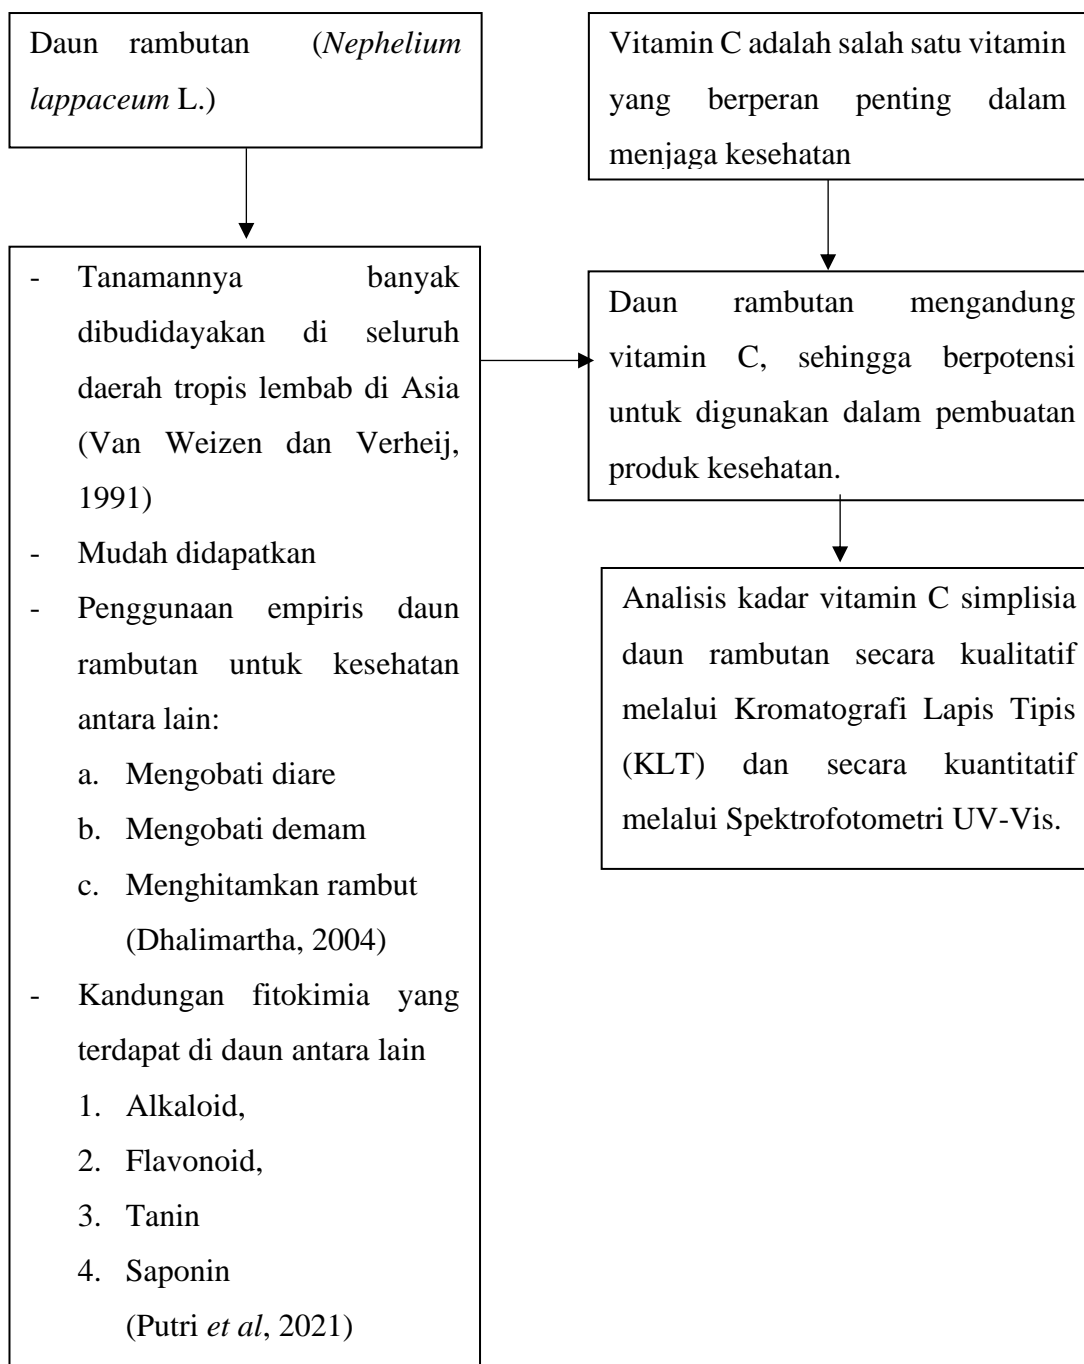 Daun rambutan (Nephelium
lappaceum L.)
- Tanamannya banyak
dibudidayakan di seluruh
daerah tropis lembab di Asia
(Van Weizen dan Verheij,
1991)
- Mudah didapatkan
- Penggunaan empiris daun
rambutan untuk kesehatan
antara lain:
a. Mengobati diare
b. Mengobati demam
c. Menghitamkan rambut
(Dhalimartha, 2004)
- Kandungan fitokimia yang
terdapat di daun antara lain
1. Alkaloid,
2. Flavonoid,
3. Tanin
4. Saponin
(Putri et al, 2021)
Vitamin C adalah salah satu vitamin
yang berperan penting dalam
menjaga kesehatan
Daun rambutan mengandung
vitamin C, sehingga berpotensi
untuk digunakan dalam pembuatan
produk kesehatan.
Analisis kadar vitamin C simplisia
daun rambutan secara kualitatif
melalui Kromatografi Lapis Tipis
(KLT) dan secara kuantitatif
melalui Spektrofotometri UV-Vis.